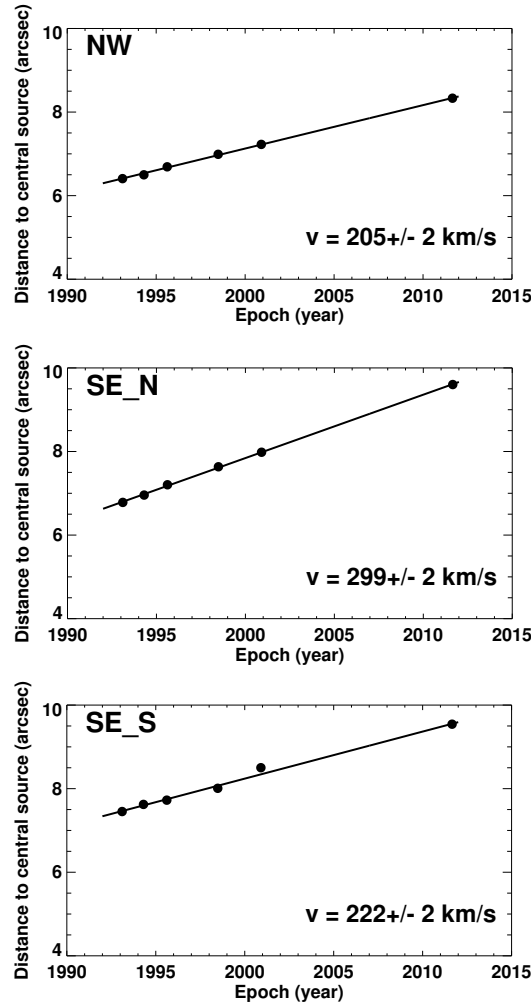 NW
Distance to central source (arcsec)
10
8
6
4
v = 205+/- 2 km/s
1990 1995 2000 2005 2010 2015
Epoch (year)
SE_N
Distance to central source (arcsec)
10
8
6
4
v = 299+/- 2 km/s
1990 1995 2000 2005 2010 2015
Epoch (year)
SE_S
Distance to central source (arcsec)
10
8
6
4
v = 222+/- 2 km/s
1990 1995 2000 2005 2010 2015
Epoch (year)